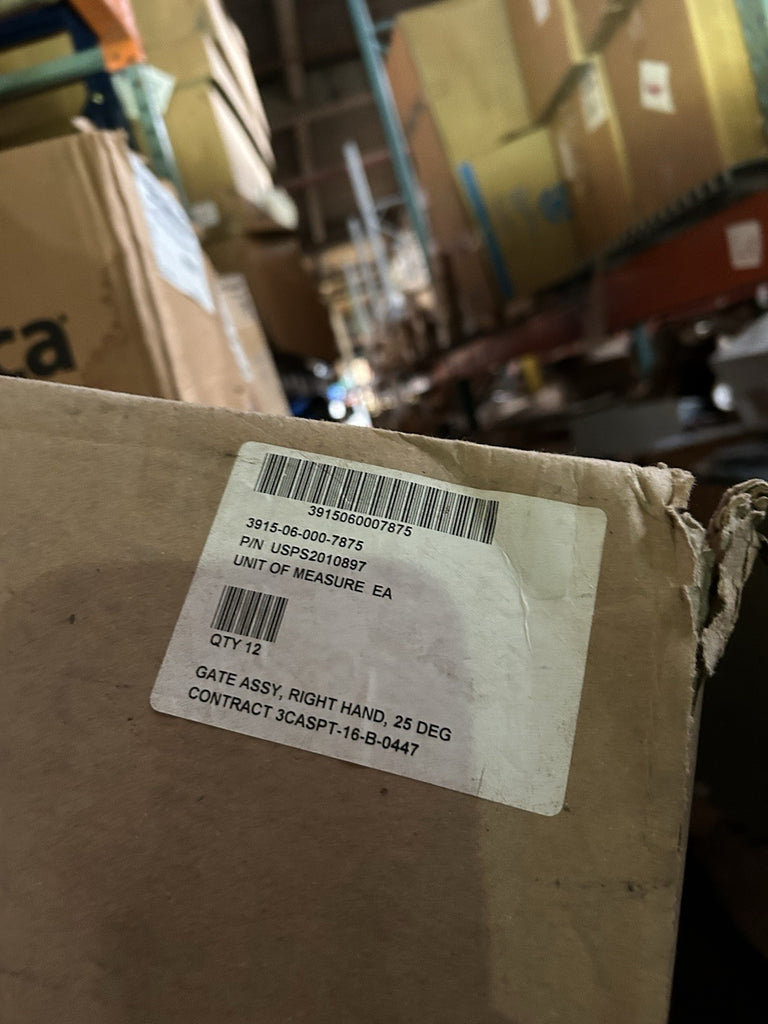 ca
3915060007875
3915-06-000-7875
P/N USPS2010897
UNIT OF MEASURE EA
QTY 12
GATE ASSY, RIGHT HAND, 25 DEG
CONTRACT 3CASPT-16-B-0447